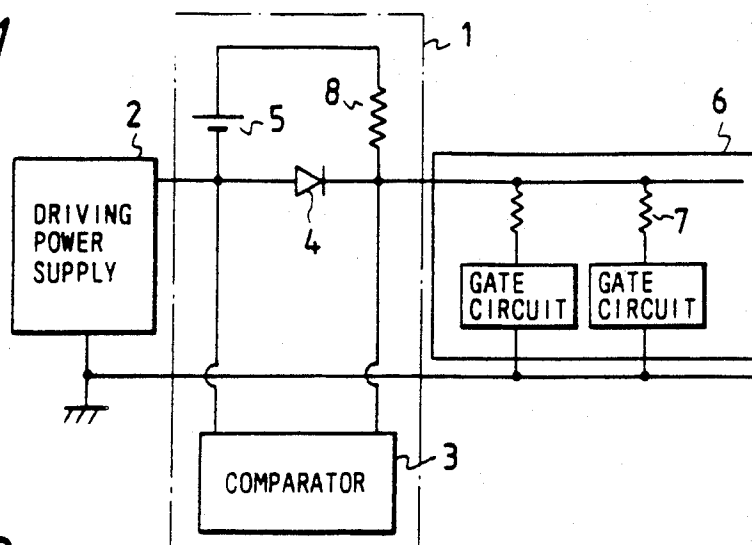 1
8
5
2
6
DRIVING
POWER
SUPPLY
4
7
GATE
CIRCUIT
GATE
CIRCUIT
3
COMPARATOR